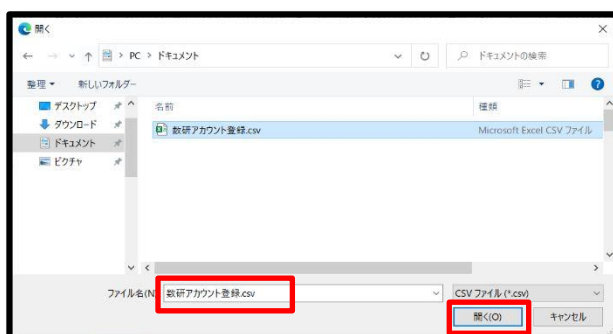 開く
PC > ドキュメント
ドキュメントの検索
整理
新しいフォルダー
デスクトップ
ダウンロード
ドキュメント
ピクチャ
名前
種類
数研アカウント登録.csv
Microsoft Excel CSV ファイル
ファイル名(N):
数研アカウント登録.csv
CSV ファイル (*.csv)
開く(O)
キャンセル